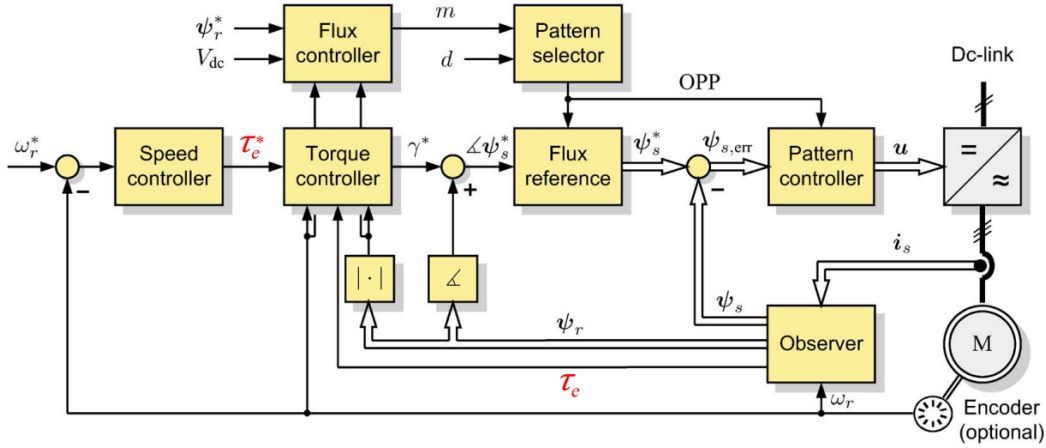 ψ_r^* Flux controller m Pattern selector
V_dc d Dc-link
OPP
ω_r^* Speed controller τ_e^* Torque controller γ^* ∡ψ_s^* Flux reference ψ_s^* ψ_s,err Pattern controller u = ≈
− + −
|·| ∡ i_s
ψ_s
ψ_r Observer M
τ_e
ω_r Encoder (optional)